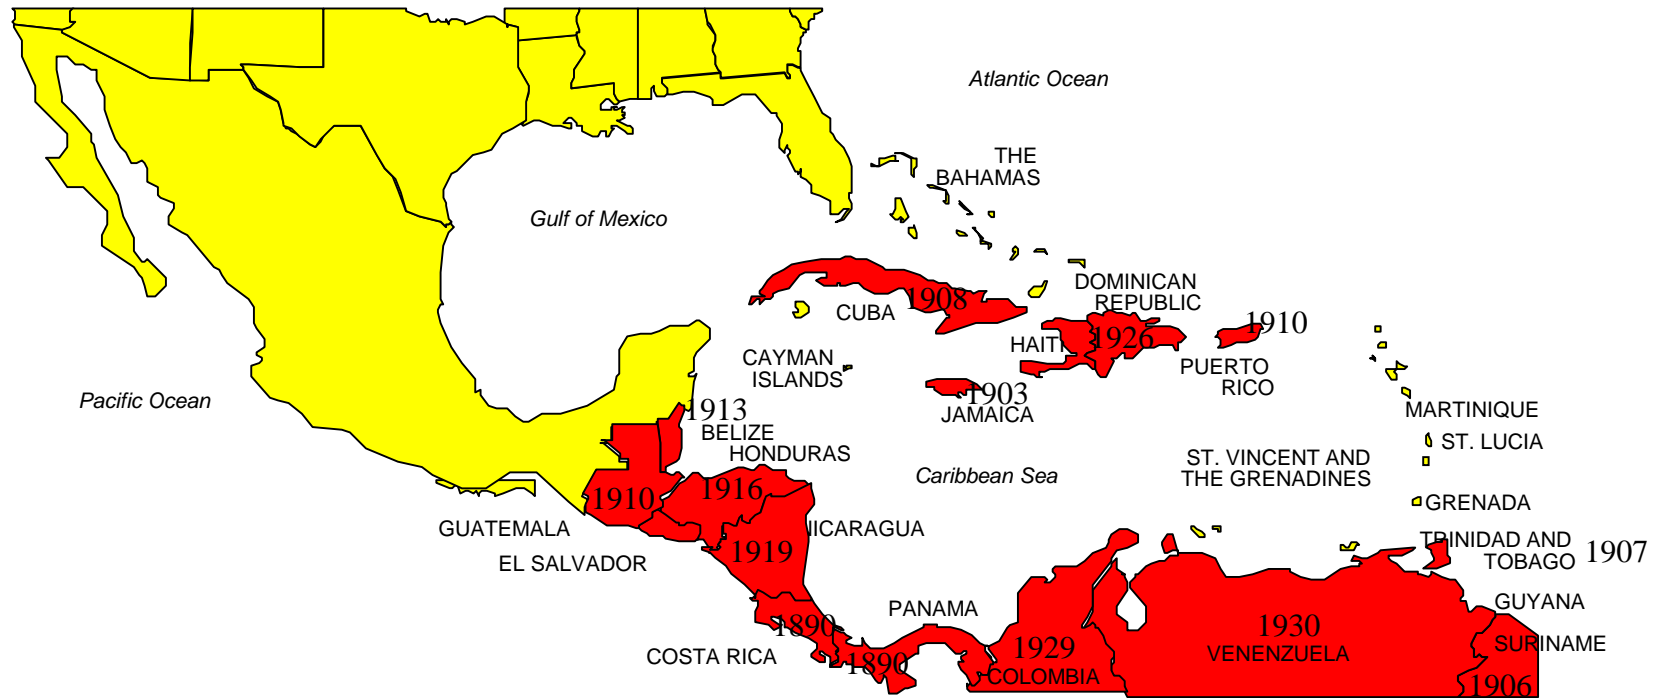 Atlantic Ocean
THE
BAHAMAS
Gulf of Mexico
DOMINICAN
REPUBLIC
1908
CUBA
1910
1926
HAITI
CAYMAN
ISLANDS
PUERTO
RICO
1903
JAMAICA
Pacific Ocean
1913
BELIZE
HONDURAS
MARTINIQUE
ST. LUCIA
ST. VINCENT AND
THE GRENADINES
Caribbean Sea
1916
1910
GRENADA
GUATEMALA
NICARAGUA
TRINIDAD AND
TOBAGO 1907
1919
EL SALVADOR
GUYANA
PANAMA
1890
1930
VENENZUELA
SURINAME
1929
COLOMBIA
COSTA RICA
1890
1906